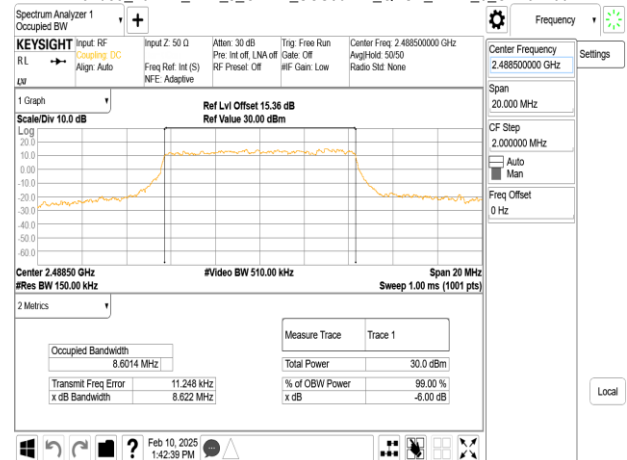 Spectrum Analyzer 1
Occupied BW
Frequency
KEYSIGHT
RL
LXI
Input: RF
Coupling: DC
Align: Auto
Input Z: 50 Ω
Freq Ref: Int (S)
NFE: Adaptive
Atten: 30 dB
Pre: Int off, LNA off
RF Preset: Off
Trig: Free Run
Gate: Off
#IF Gain: Low
Center Freq: 2.488500000 GHz
Avg|Hold: 50/50
Radio Std: None
Center Frequency
2.488500000 GHz
Settings
Span
20.000 MHz
CF Step
2.000000 MHz
Auto
Man
Freq Offset
0 Hz
Local
1 Graph
Scale/Div 10.0 dB
Ref Lvl Offset 15.36 dB
Ref Value 30.00 dBm
Log
20.0
10.0
0.00
-10.0
-20.0
-30.0
-40.0
-50.0
-60.0
Center 2.48850 GHz
#Video BW 510.00 kHz
Span 20 MHz
#Res BW 150.00 kHz
Sweep 1.00 ms (1001 pts)
2 Metrics
Measure Trace
Trace 1
Occupied Bandwidth
8.6014 MHz
Total Power
30.0 dBm
Transmit Freq Error
11.248 kHz
% of OBW Power
99.00 %
x dB Bandwidth
8.622 MHz
x dB
-6.00 dB
Feb 10, 2025
1:42:39 PM